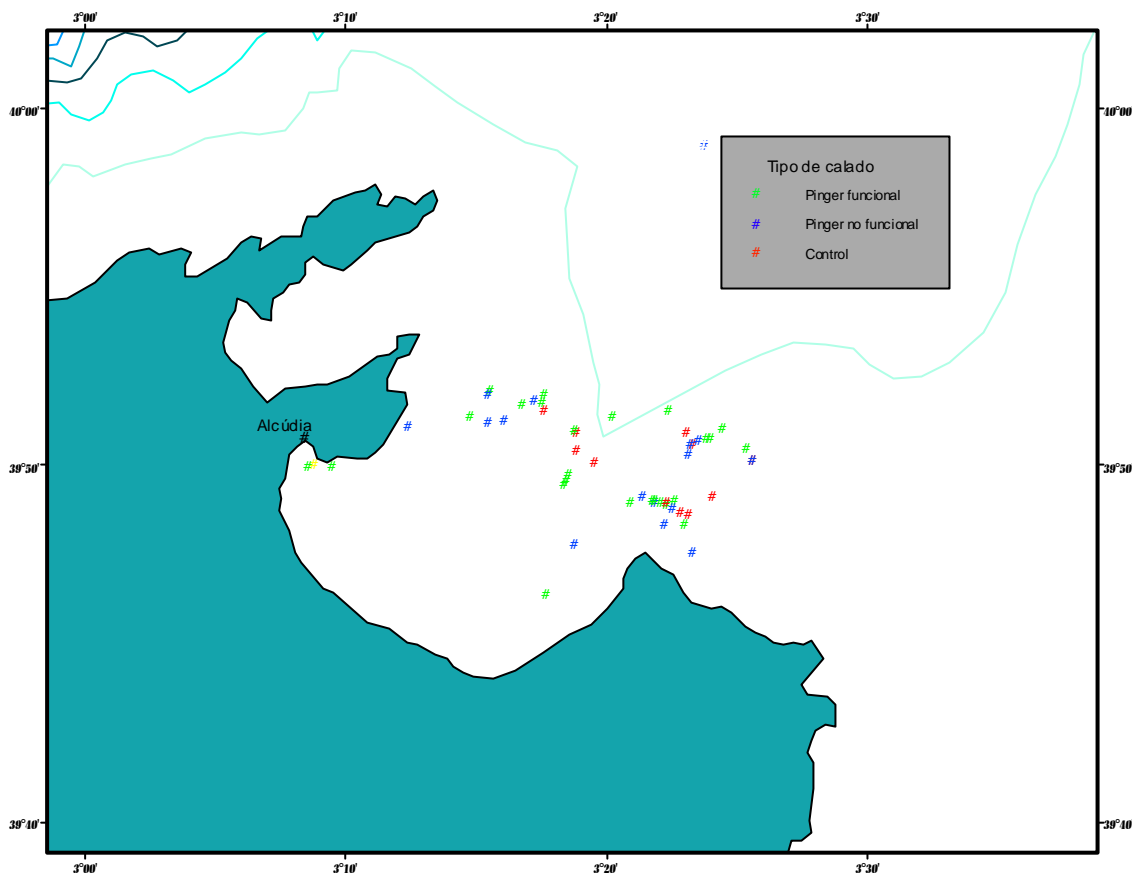 3°00' 3°10' 3°20' 3°30'
40°00' 40°00'
Tipo de calado
# Pinger funcional
# Pinger no funcional
# Control
Alcúdia
39°50' 39°50'
39°40' 39°40'
3°00' 3°10' 3°20' 3°30'